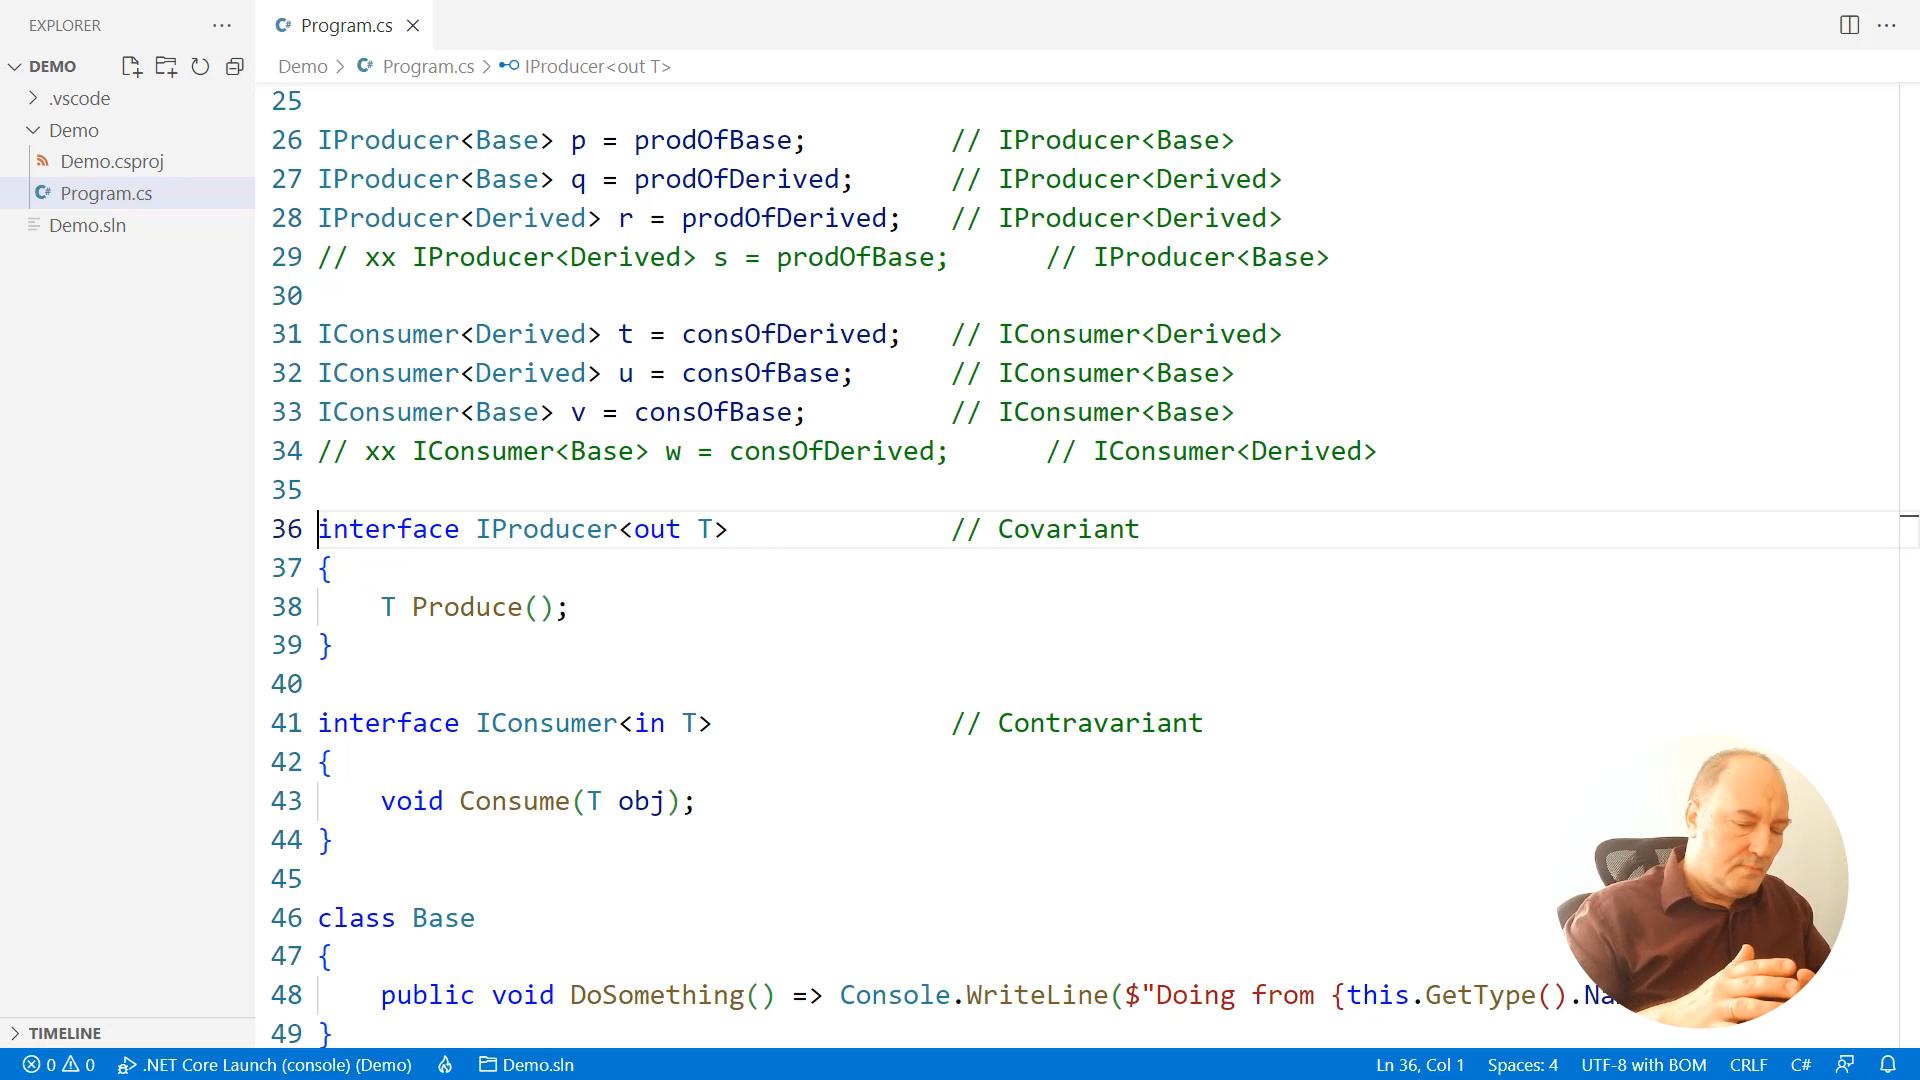 EXPLORER
Program.cs
DEMO
Demo > Program.cs > IProducer<out T>
.vscode
Demo
Demo.csproj
Program.cs
Demo.sln
25
26 IProducer<Base> p = prodOfBase; // IProducer<Base>
27 IProducer<Base> q = prodOfDerived; // IProducer<Derived>
28 IProducer<Derived> r = prodOfDerived; // IProducer<Derived>
29 // xx IProducer<Derived> s = prodOfBase; // IProducer<Base>
30
31 IConsumer<Derived> t = consOfDerived; // IConsumer<Derived>
32 IConsumer<Derived> u = consOfBase; // IConsumer<Base>
33 IConsumer<Base> v = consOfBase; // IConsumer<Base>
34 // xx IConsumer<Base> w = consOfDerived; // IConsumer<Derived>
35
36 interface IProducer<out T> // Covariant
37 {
38 T Produce();
39 }
40
41 interface IConsumer<in T> // Contravariant
42 {
43 void Consume(T obj);
44 }
45
46 class Base
47 {
48 public void DoSomething() => Console.WriteLine($"Doing from {this.GetType().Na
49 }
TIMELINE
0 0 .NET Core Launch (console) (Demo) Demo.sln Ln 36, Col 1 Spaces: 4 UTF-8 with BOM CRLF C#